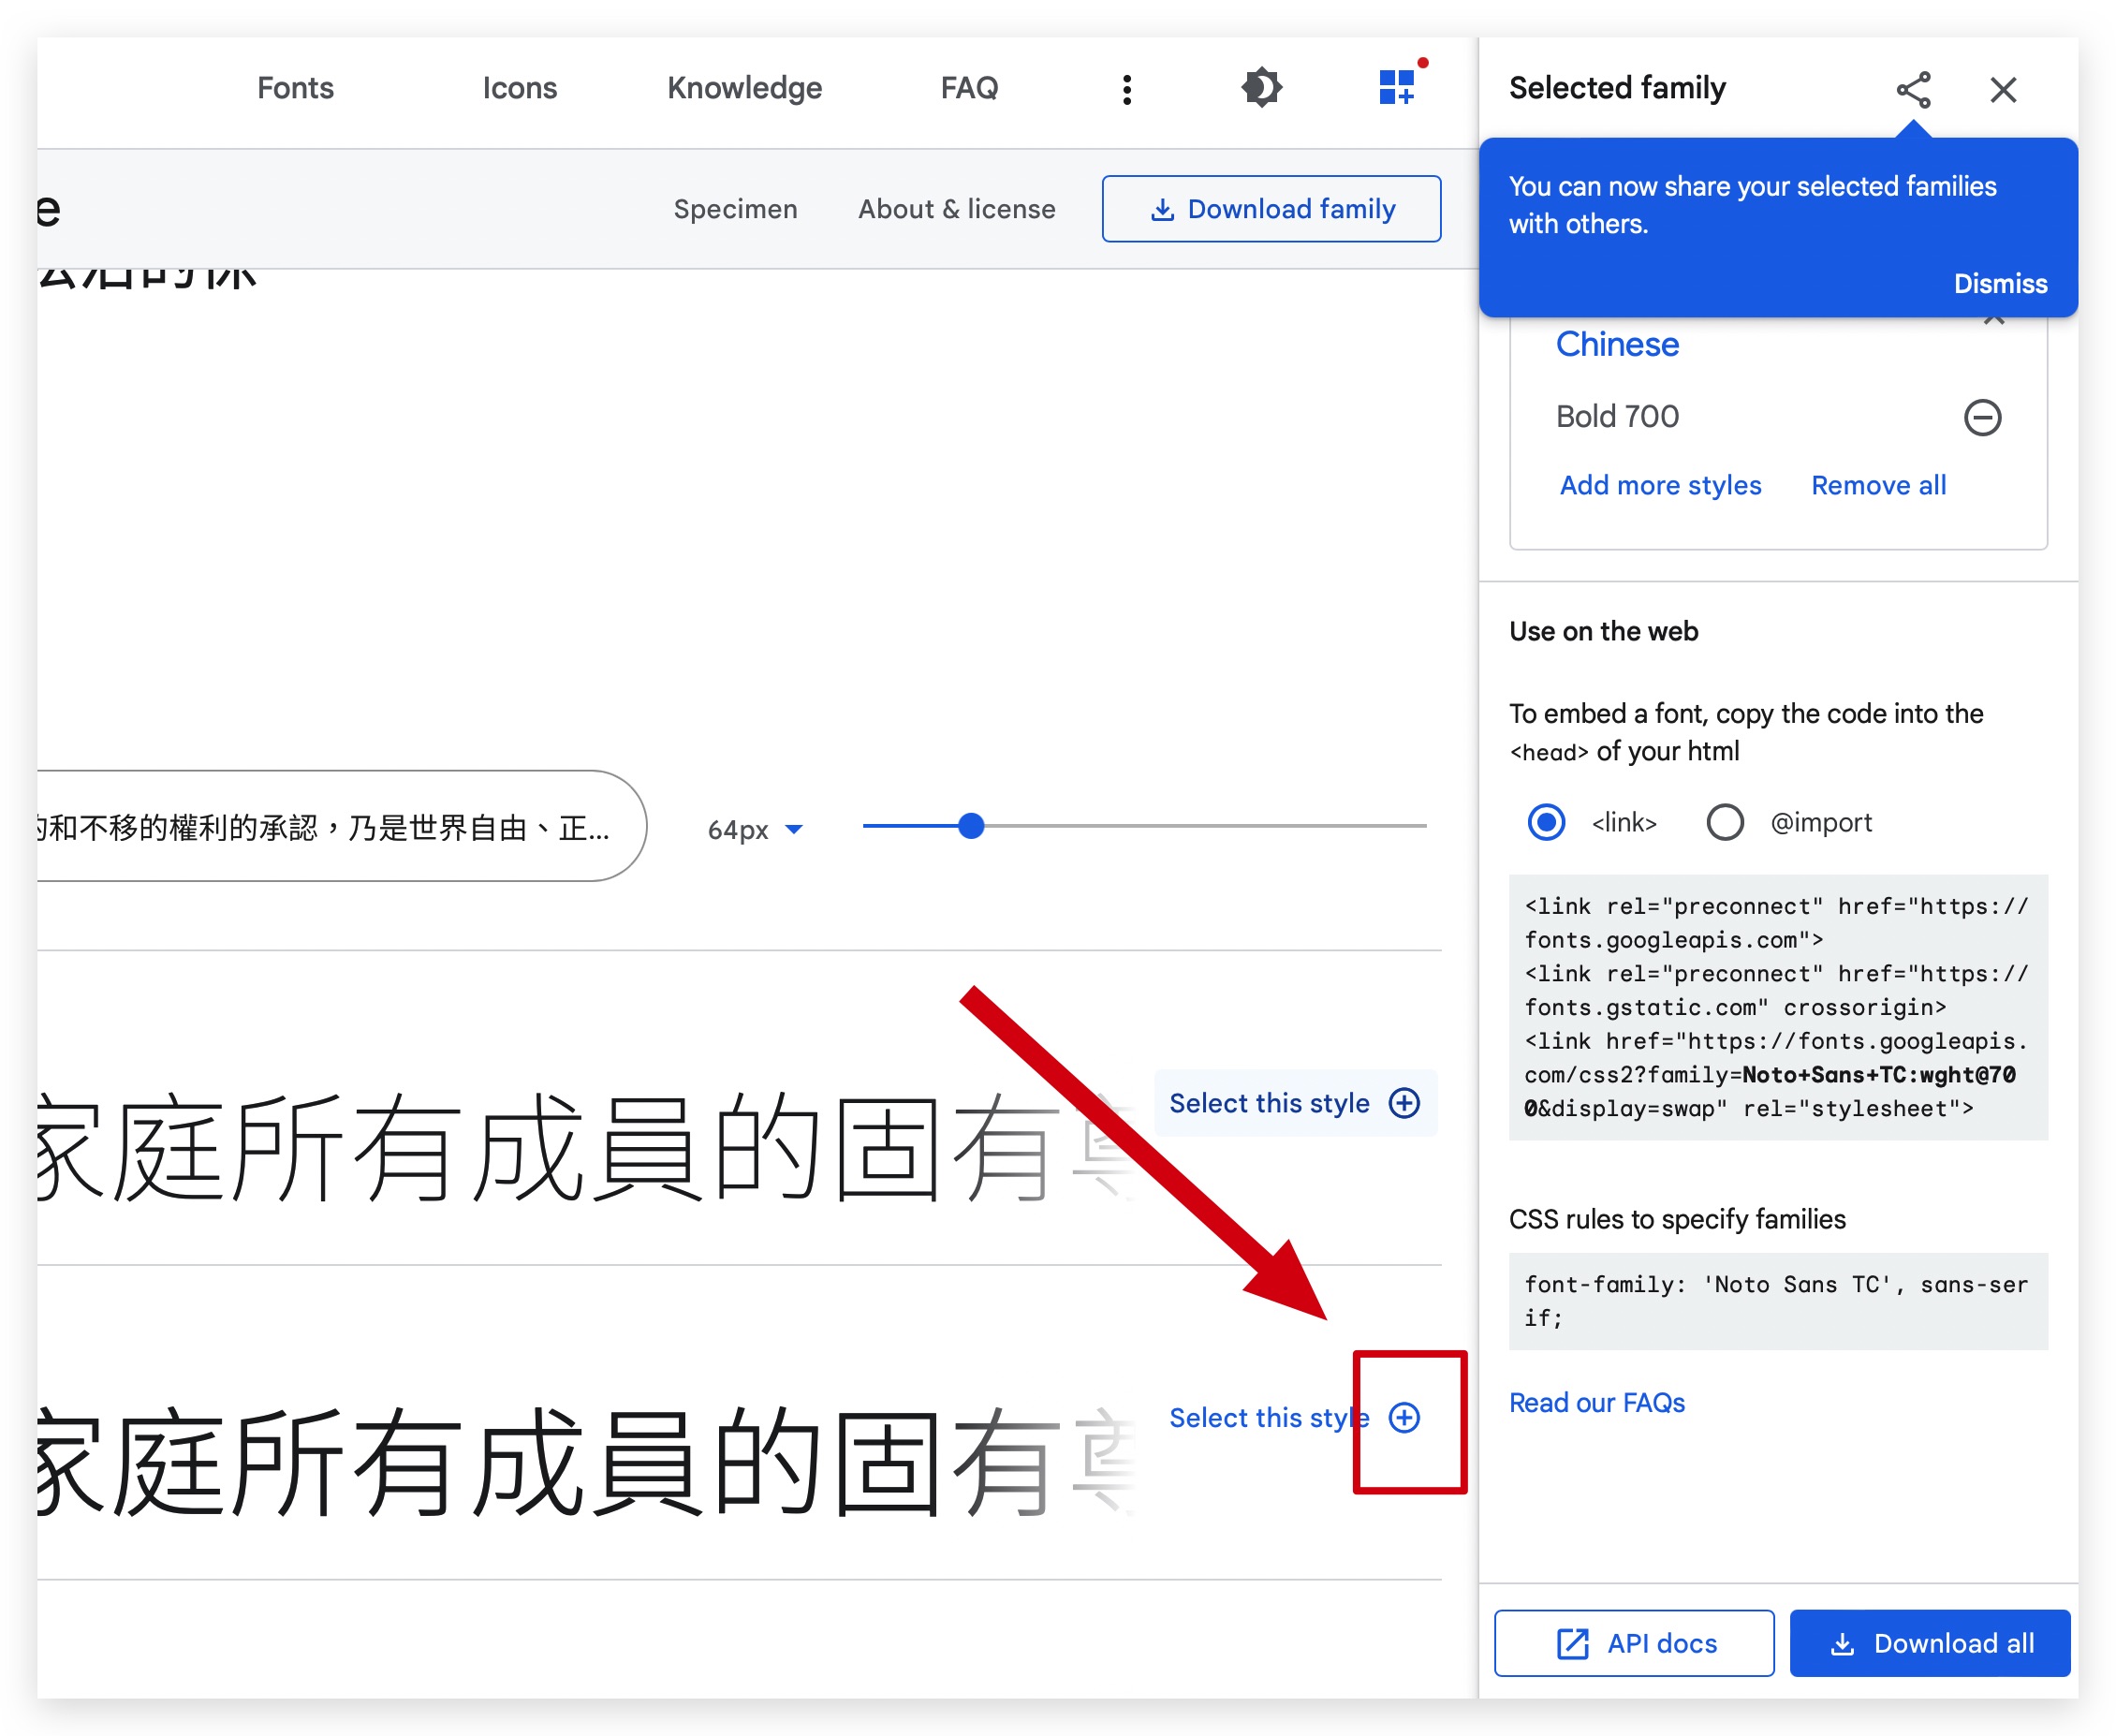 Fonts
Icons
Knowledge
FAQ
e
Specimen
About & license
Download family
的和不移的權利的承認，乃是世界自由、正...
64px
家庭所有成員的固有尊
Select this style
家庭所有成員的固有尊
Select this style
Selected family
You can now share your selected families
with others.
Dismiss
Chinese
Bold 700
Add more styles
Remove all
Use on the web
To embed a font, copy the code into the
<head> of your html
<link>
@import
<link rel="preconnect" href="https://
fonts.googleapis.com">
<link rel="preconnect" href="https://
fonts.gstatic.com" crossorigin>
<link href="https://fonts.googleapis.
com/css2?family=Noto+Sans+TC:wght@70
0&display=swap" rel="stylesheet">
CSS rules to specify families
font-family: 'Noto Sans TC', sans-ser
if;
Read our FAQs
API docs
Download all